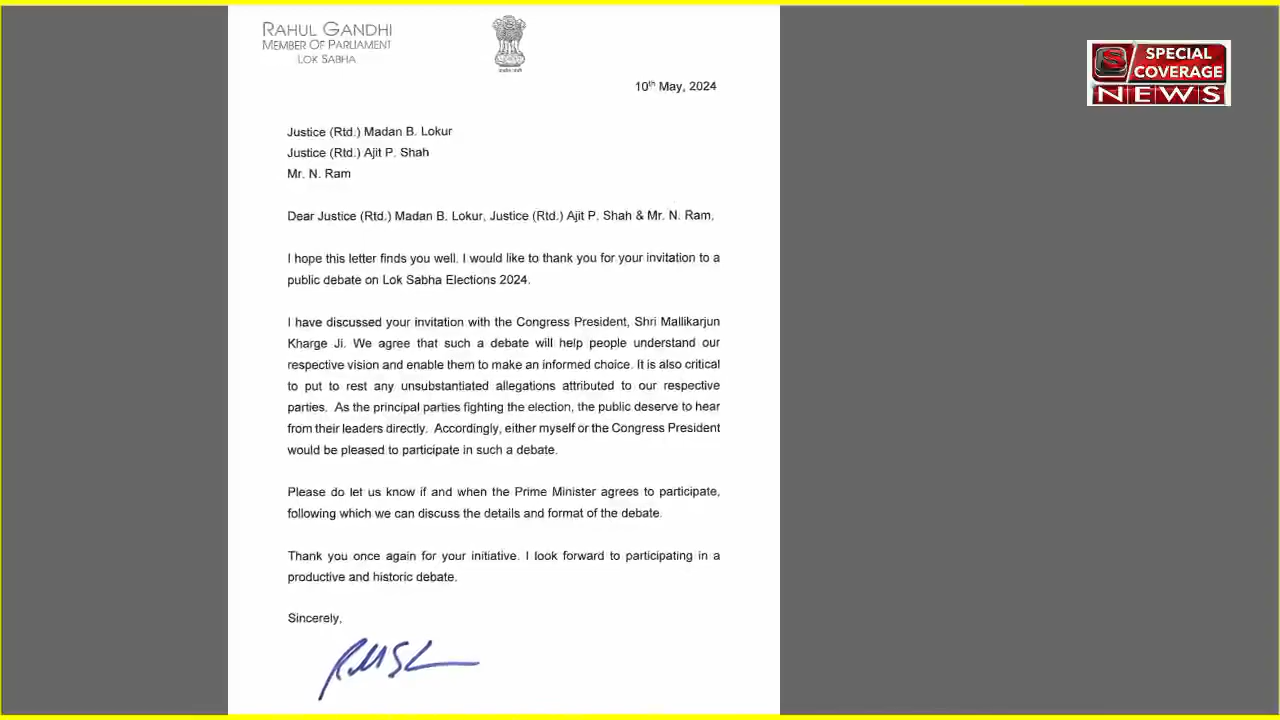 RAHUL GANDHI
MEMBER OF PARLIAMENT
LOK SABHA
10th May, 2024
SPECIAL
COVERAGE
NEWS
Justice (Rtd.) Madan B. Lokur
Justice (Rtd.) Ajit P. Shah
Mr. N. Ram
Dear Justice (Rtd.) Madan B. Lokur, Justice (Rtd.) Ajit P. Shah & Mr. N. Ram,
I hope this letter finds you well. I would like to thank you for your invitation to a
public debate on Lok Sabha Elections 2024.
I have discussed your invitation with the Congress President, Shri Mallikarjun
Kharge Ji. We agree that such a debate will help people understand our
respective vision and enable them to make an informed choice. It is also critical
to put to rest any unsubstantiated allegations attributed to our respective
parties. As the principal parties fighting the election, the public deserve to hear
from their leaders directly. Accordingly, either myself or the Congress President
would be pleased to participate in such a debate.
Please do let us know if and when the Prime Minister agrees to participate,
following which we can discuss the details and format of the debate.
Thank you once again for your initiative. I look forward to participating in a
productive and historic debate.
Sincerely,